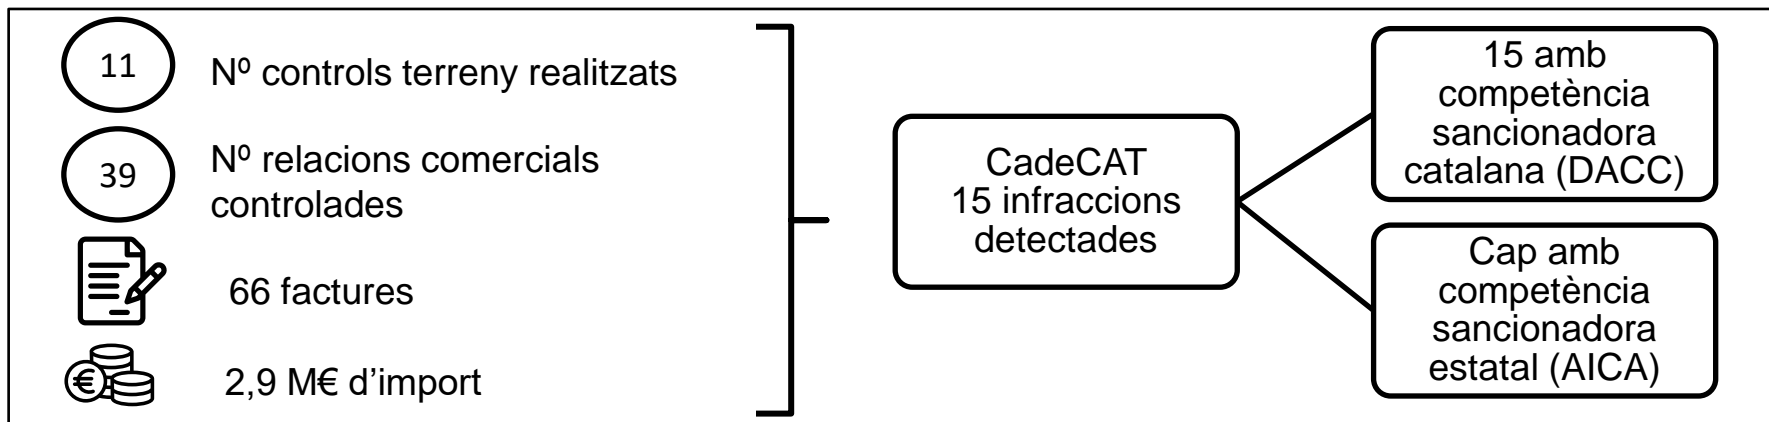 11
Nº controls terreny realitzats
39
Nº relacions comercials
controlades
66 factures
€
2,9 M€ d’import
CadeCAT
15 infraccions
detectades
15 amb
competència
sancionadora
catalana (DACC)
Cap amb
competència
sancionadora
estatal (AICA)